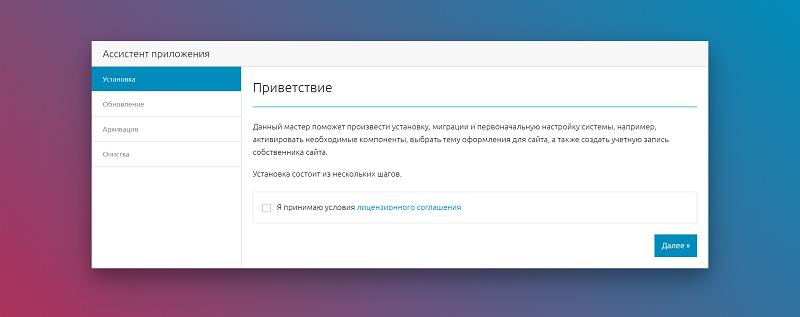 Ассистент приложения
Установка
Обновление
Архивация
Очистка
Приветствие
Данный мастер поможет произвести установку, миграции и первоначальную настройку системы, например,
активировать необходимые компоненты, выбрать тему оформления для сайта, а также создать учетную запись
собственника сайта.
Установка состоит из нескольких шагов.
Я принимаю условия лицензионного соглашения
Далее »